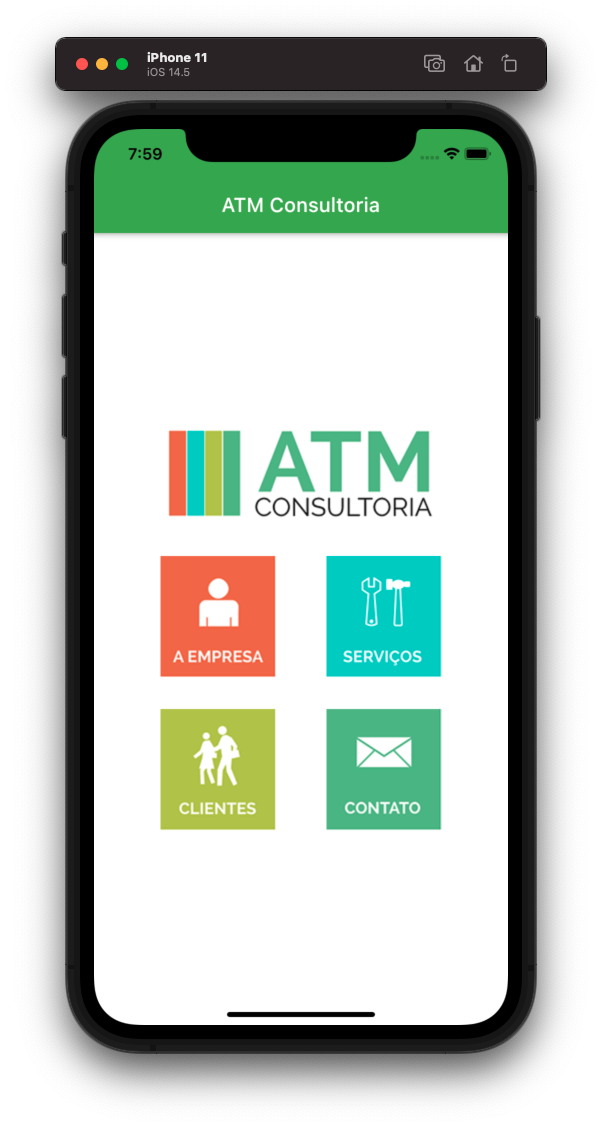 iPhone 11
iOS 14.5
7:59
ATM Consultoria
ATM
CONSULTORIA
A EMPRESA
SERVIÇOS
CLIENTES
CONTATO